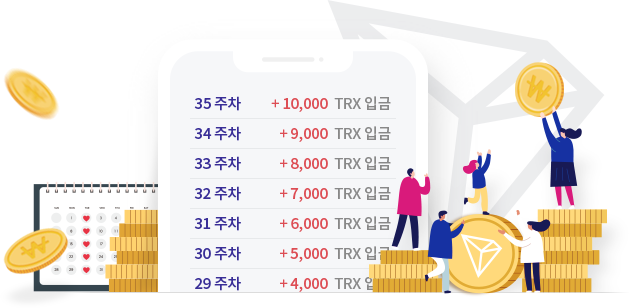 35 주차 + 10,000 TRX 입금
34 주차 + 9,000 TRX 입금
33 주차 + 8,000 TRX 입금
32 주차 + 7,000 TRX 입금
31 주차 + 6,000 TRX 입금
30 주차 + 5,000 TRX 입금
29 주차 + 4,000 TRX